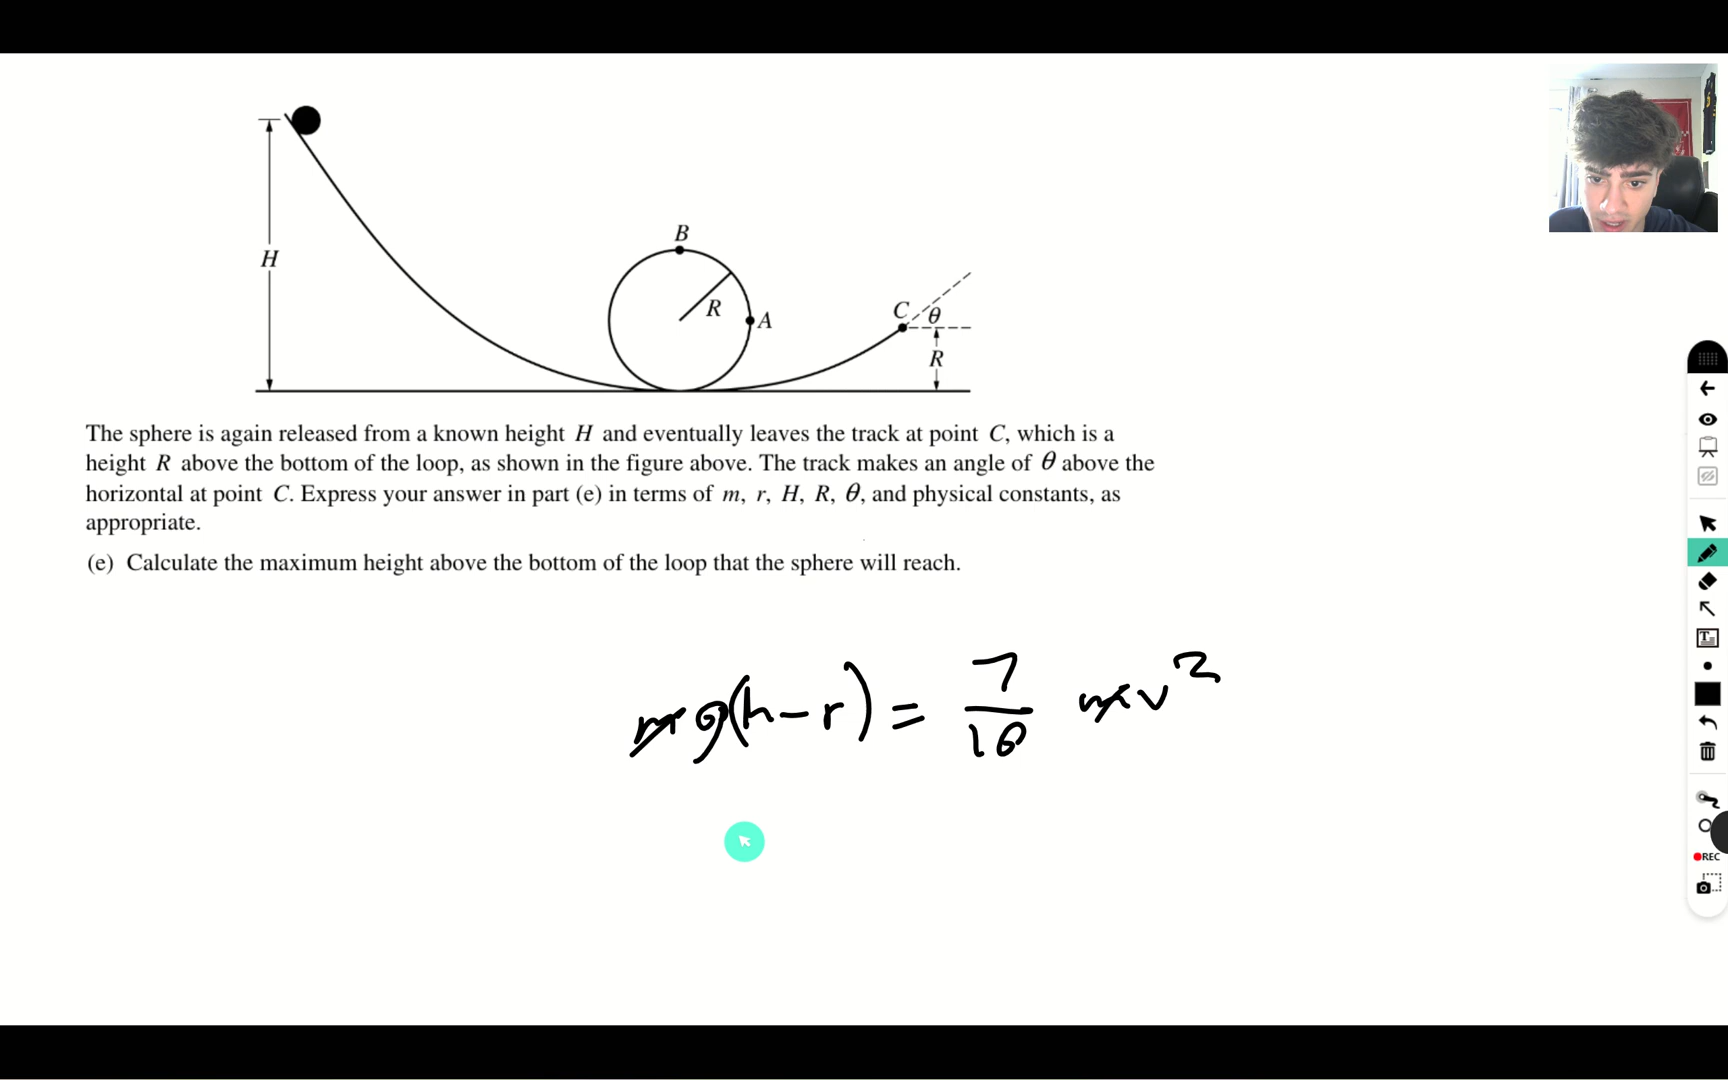 H
B
R
A
C
θ
R
The sphere is again released from a known height H and eventually leaves the track at point C, which is a
height R above the bottom of the loop, as shown in the figure above. The track makes an angle of θ above the
horizontal at point C. Express your answer in part (e) in terms of m, r, H, R, θ, and physical constants, as
appropriate.
(e) Calculate the maximum height above the bottom of the loop that the sphere will reach.
mg(h-r) = 7/10 mv²
T
REC